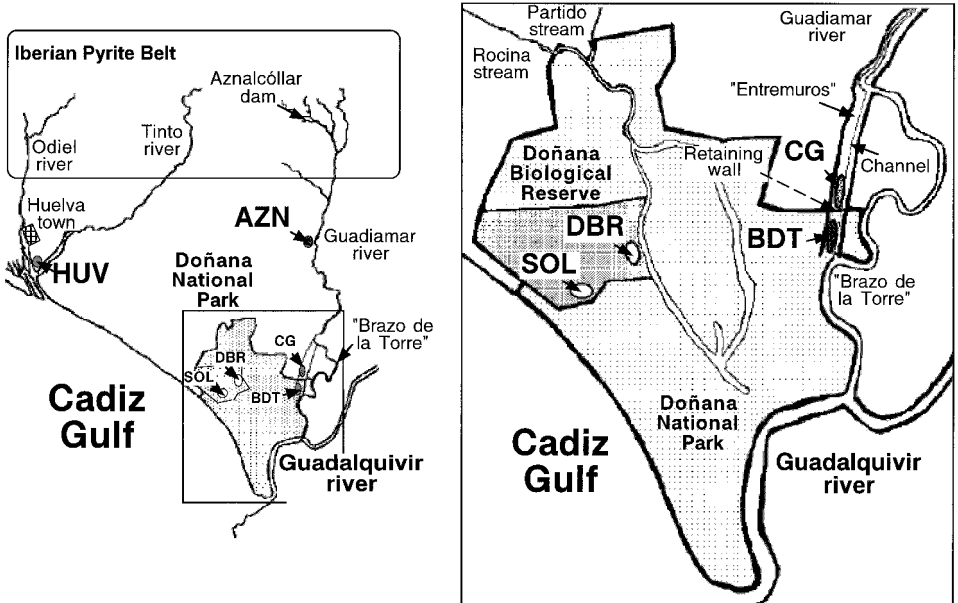 Iberian Pyrite Belt
Aznalcóllar
dam
Odiel
river
Tinto
river
Huelva
town
HUV
AZN
Guadiamar
river
Doñana
National
Park
"Brazo de
la Torre"
CG
DBR
SOL
BDT
Cadiz
Gulf
Guadalquivir
river
Partido
stream
Rocina
stream
Guadiamar
river
"Entremuros"
Doñana
Biological
Reserve
Retaining
wall
CG
Channel
DBR
SOL
BDT
"Brazo de
la Torre"
Doñana
National
Park
Cadiz
Gulf
Guadalquivir
river